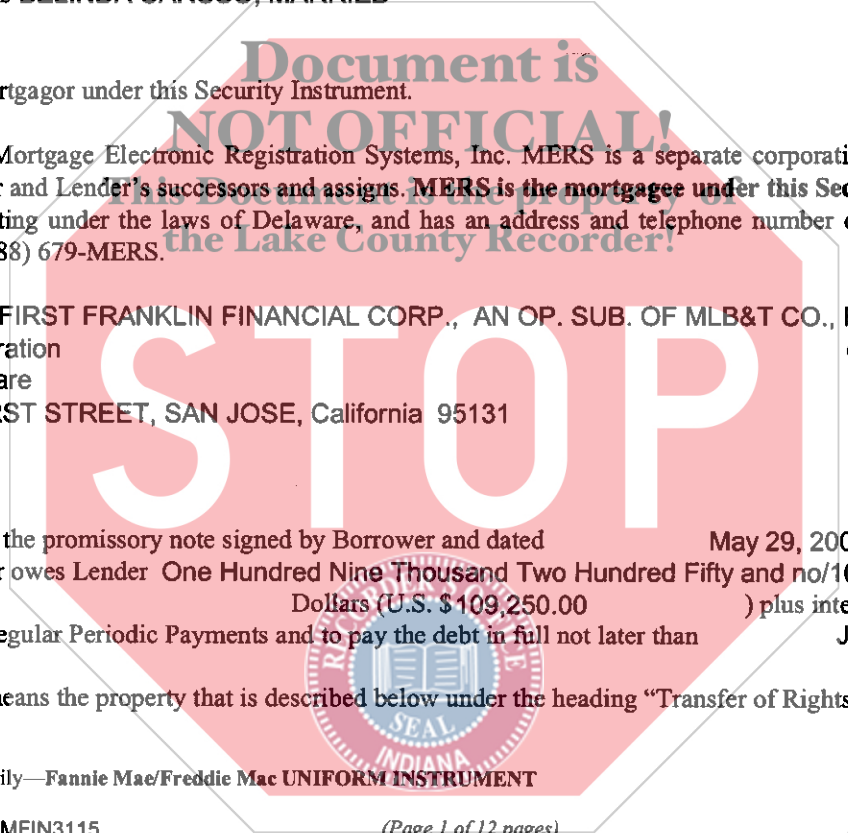 Document is
rtgagor under this Security Instrument.
NOT OFFICIAL!
Mortgage Electronic Registration Systems, Inc. MERS is a separate corporati
r and Lender's successors and assigns. MERS is the mortgagee under this Sec
This Document is the property of
ting under the laws of Delaware, and has an address and telephone number
88) 679-MERS.
the Lake County Recorder!
FIRST FRANKLIN FINANCIAL CORP., AN OP. SUB. OF MLB&T CO.,
ration
are
RST STREET, SAN JOSE, California 95131
STOP
the promissory note signed by Borrower and dated May 29, 200
r owes Lender One Hundred Nine Thousand Two Hundred Fifty and no/10
Dollars (U.S. $109,250.00 ) plus inte
egular Periodic Payments and to pay the debt in full not later than J
RECORDER'S OFFICE
eans the property that is described below under the heading "Transfer of Rights
SEAL
INDIANA
ily—Fannie Mae/Freddie Mac UNIFORM INSTRUMENT
MFIN3115 (Page 1 of 12 pages)